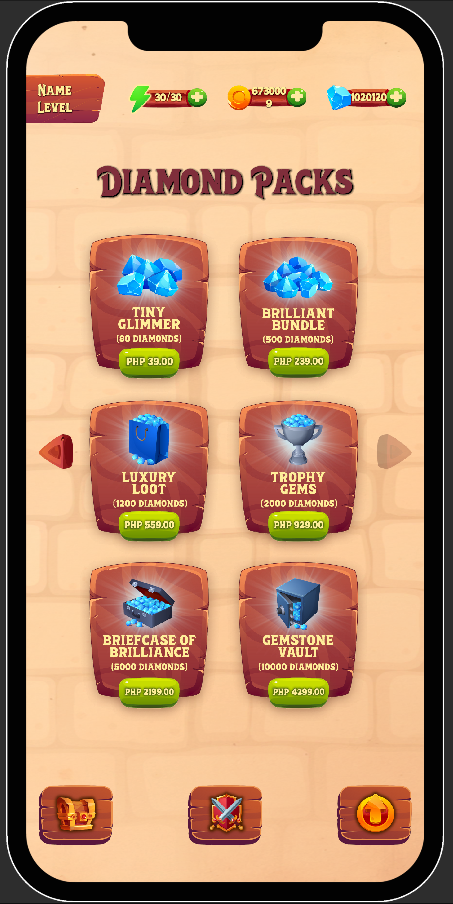 NAME
LEVEL
30/30
673000
9
1020120
DIAMOND PACKS
TINY
GLIMMER
(80 DIAMONDS)
PHP 39.00
BRILLIANT
BUNDLE
(500 DIAMONDS)
PHP 239.00
LUXURY
LOOT
(1200 DIAMONDS)
PHP 559.00
TROPHY
GEMS
(2000 DIAMONDS)
PHP 929.00
BRIEFCASE OF
BRILLIANCE
(5000 DIAMONDS)
PHP 2199.00
GEMSTONE
VAULT
(10000 DIAMONDS)
PHP 4299.00